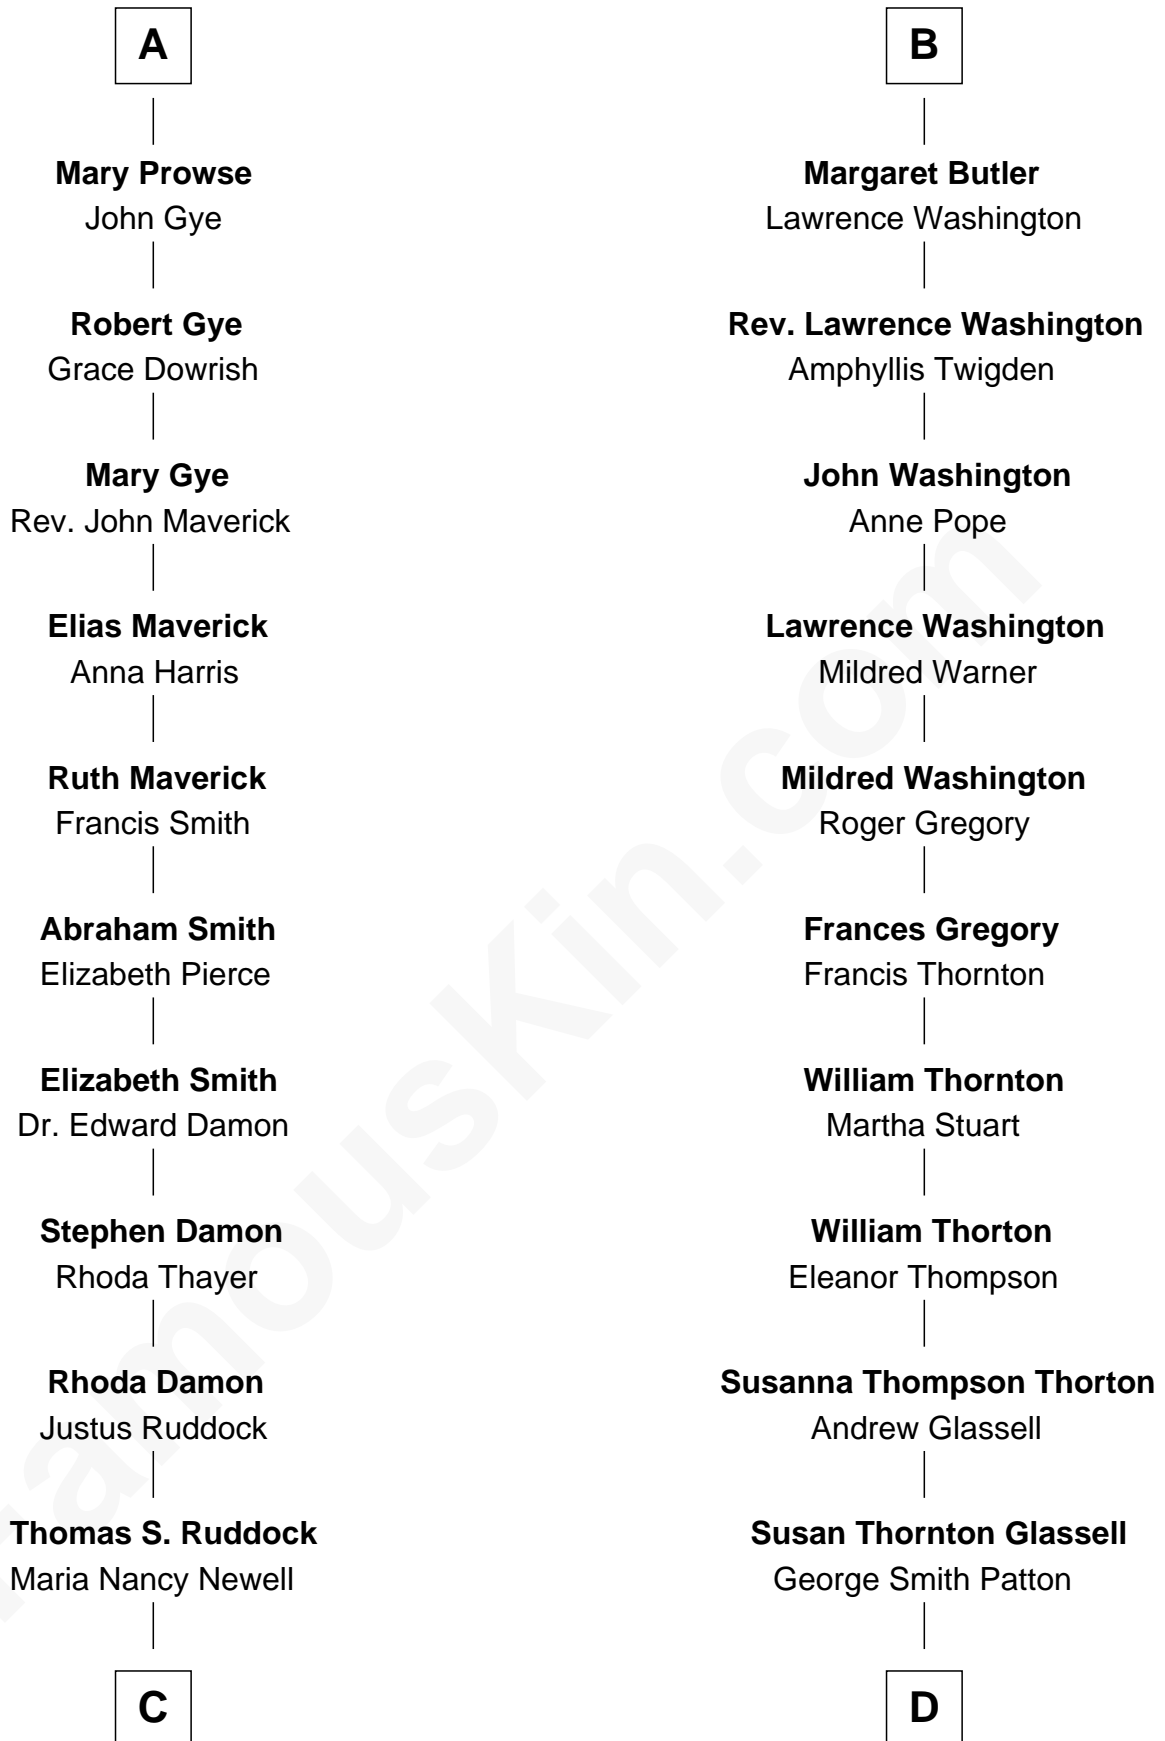 A
Mary Prowse
John Gye
Robert Gye
Grace Dowrish
Mary Gye
Rev. John Maverick
Elias Maverick
Anna Harris
Ruth Maverick
Francis Smith
Abraham Smith
Elizabeth Pierce
Elizabeth Smith
Dr. Edward Damon
Stephen Damon
Rhoda Thayer
Rhoda Damon
Justus Ruddock
Thomas S. Ruddock
Maria Nancy Newell
C
B
Margaret Butler
Lawrence Washington
Rev. Lawrence Washington
Amphyllis Twigden
John Washington
Anne Pope
Lawrence Washington
Mildred Warner
Mildred Washington
Roger Gregory
Frances Gregory
Francis Thornton
William Thornton
Martha Stuart
William Thorton
Eleanor Thompson
Susanna Thompson Thorton
Andrew Glassell
Susan Thornton Glassell
George Smith Patton
D
FamousKin.com